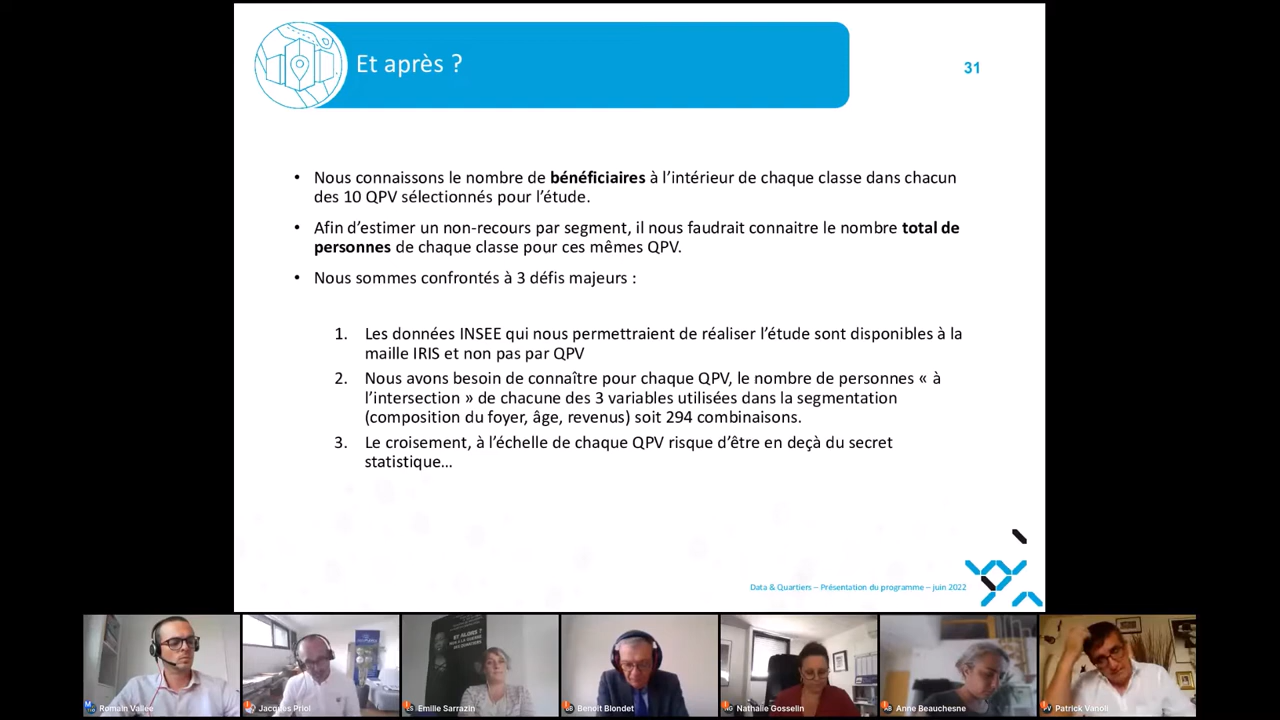 Et après ?
31
• Nous connaissons le nombre de bénéficiaires à l'intérieur de chaque classe dans chacun
des 10 QPV sélectionnés pour l'étude.
• Afin d'estimer un non-recours par segment, il nous faudrait connaitre le nombre total de
personnes de chaque classe pour ces mêmes QPV.
• Nous sommes confrontés à 3 défis majeurs :
1. Les données INSEE qui nous permettraient de réaliser l'étude sont disponibles à la
maille IRIS et non pas par QPV
2. Nous avons besoin de connaître pour chaque QPV, le nombre de personnes « à
l'intersection » de chacune des 3 variables utilisées dans la segmentation
(composition du foyer, âge, revenus) soit 294 combinaisons.
3. Le croisement, à l'échelle de chaque QPV risque d'être en deçà du secret
statistique…
Data & Quartiers – Présentation du programme – juin 2022
ET ALORS ?
Romain Vallée
Jacques Priol
Emilie Sarrazin
Benoit Blondet
Nathalie Gosselin
Anne Beauchesne
Patrick Vanoli